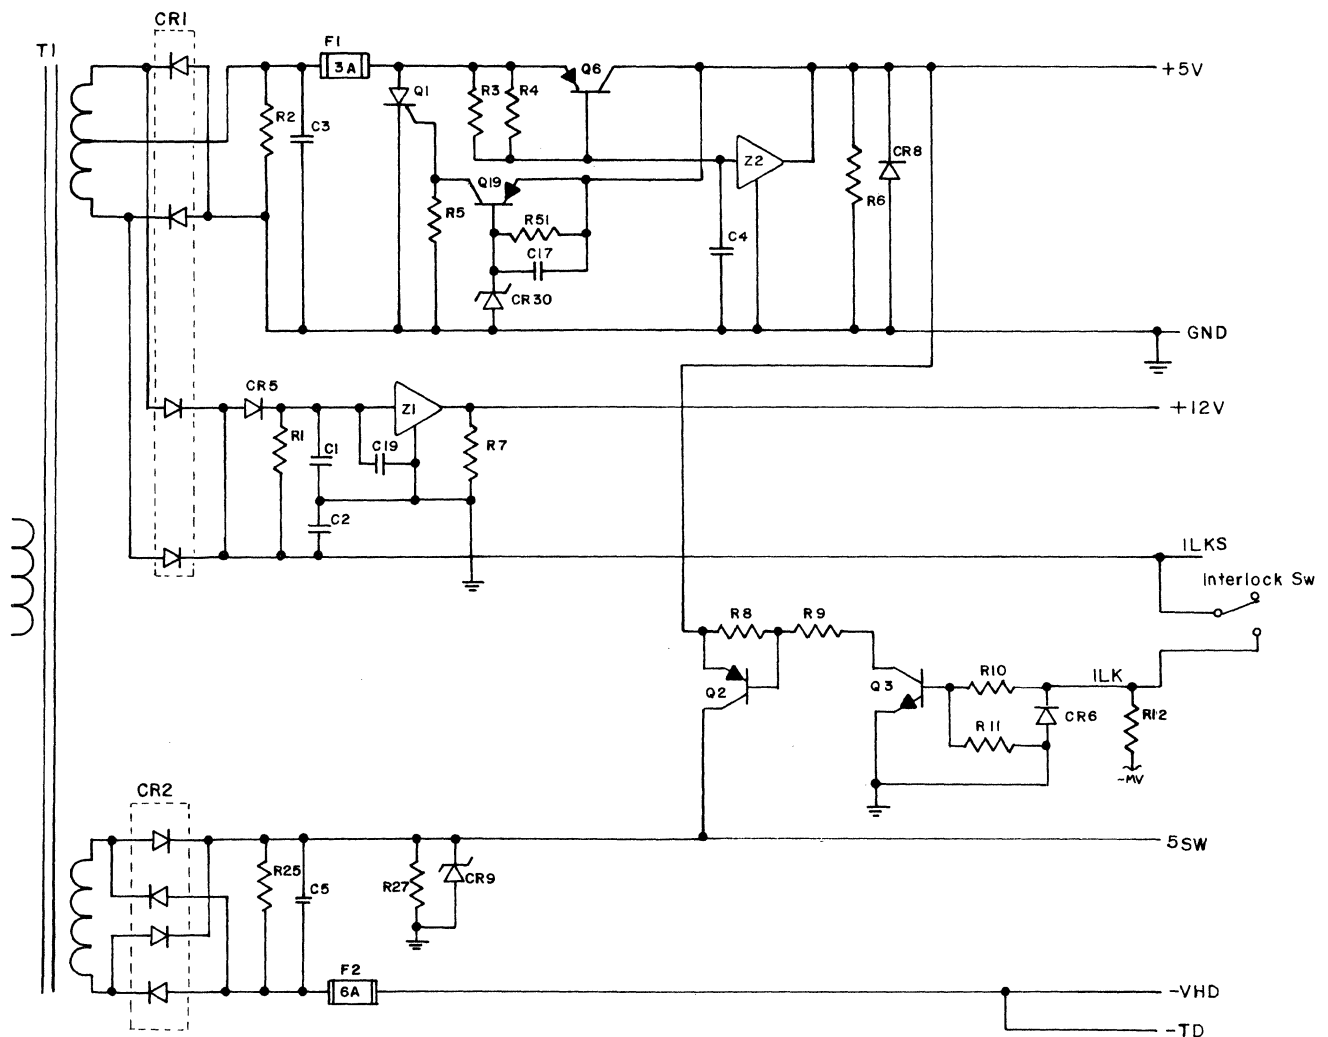 CR1
T1
F1
3A
+5V
Q6
Q1
R3
R4
R2
C3
Z2
CR8
Q19
R6
R5
R51
C4
C17
CR30
GND
CR5
+12V
Z1
R1
C1
C19
R7
C2
ILKS
Interlock Sw
R8
R9
Q2
Q3
R10
ILK
CR6
R12
R11
-MV
CR2
5SW
R25
C5
R27
CR9
F2
6A
-VHD
-TD